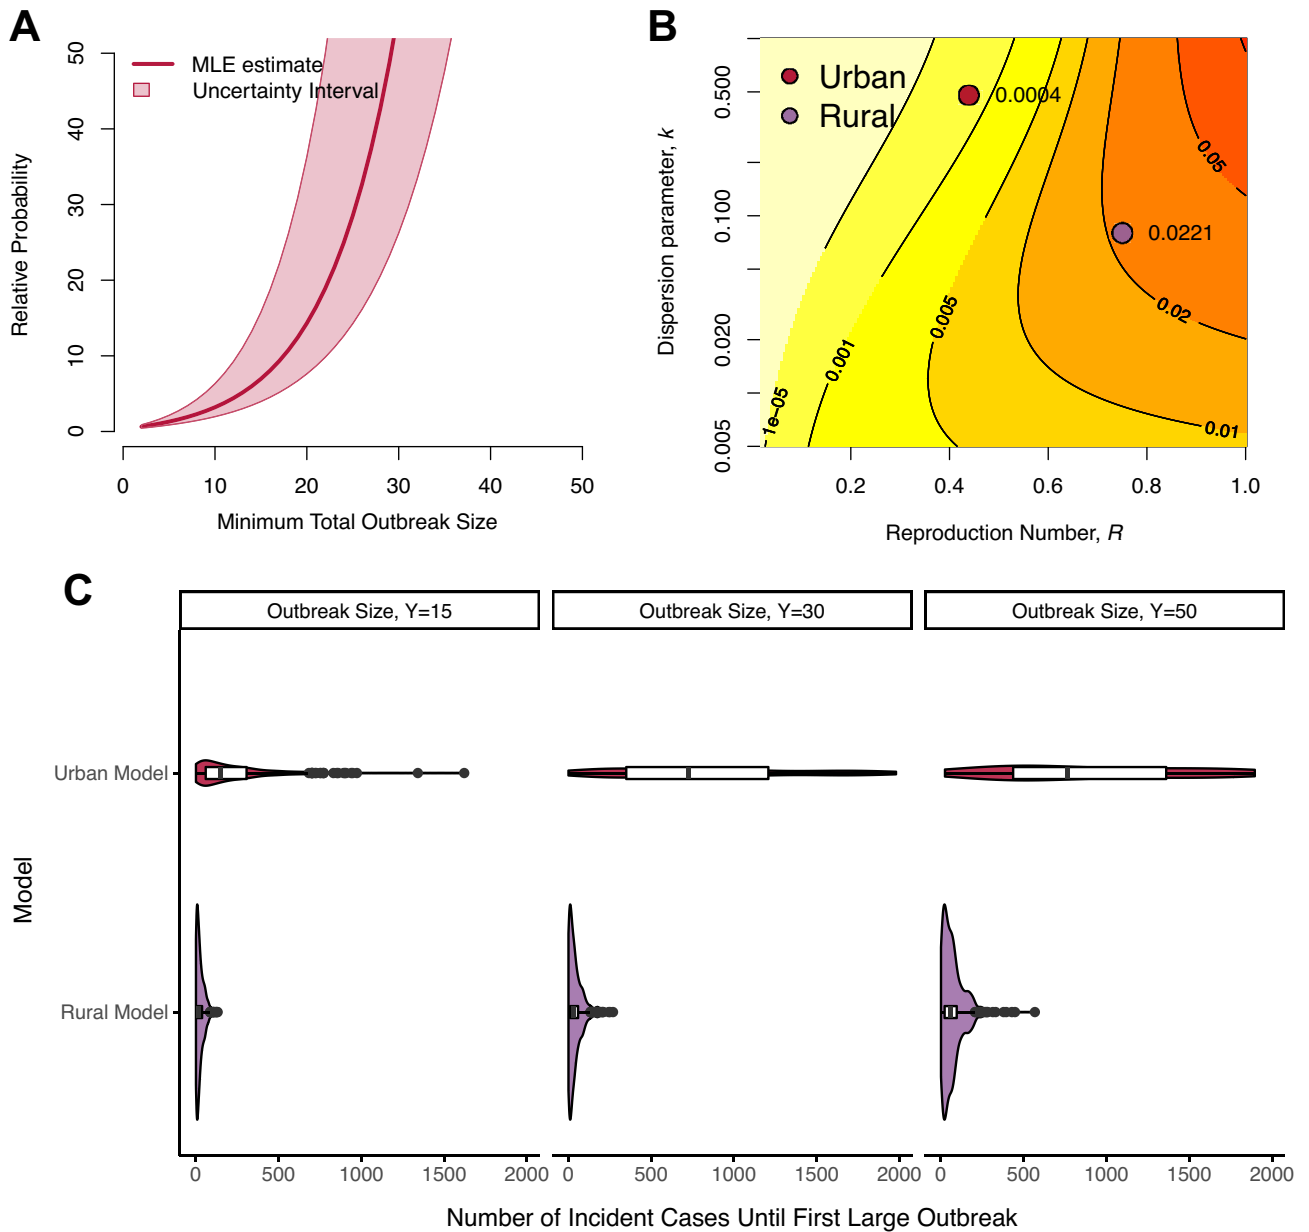 A
50
40
30
20
10
0
Relative Probability
MLE estimate
Uncertainty Interval
0 10 20 30 40 50
Minimum Total Outbreak Size
B
0.500
0.100
0.020
0.005
Dispersion parameter, k
Urban
Rural
0.0004
0.0221
1e−05
0.001
0.005
0.01
0.02
0.05
0.2 0.4 0.6 0.8 1.0
Reproduction Number, R
C
Outbreak Size, Y=15
Outbreak Size, Y=30
Outbreak Size, Y=50
Model
Urban Model
Rural Model
0 500 1000 1500 2000
0 500 1000 1500 2000
0 500 1000 1500 2000
Number of Incident Cases Until First Large Outbreak